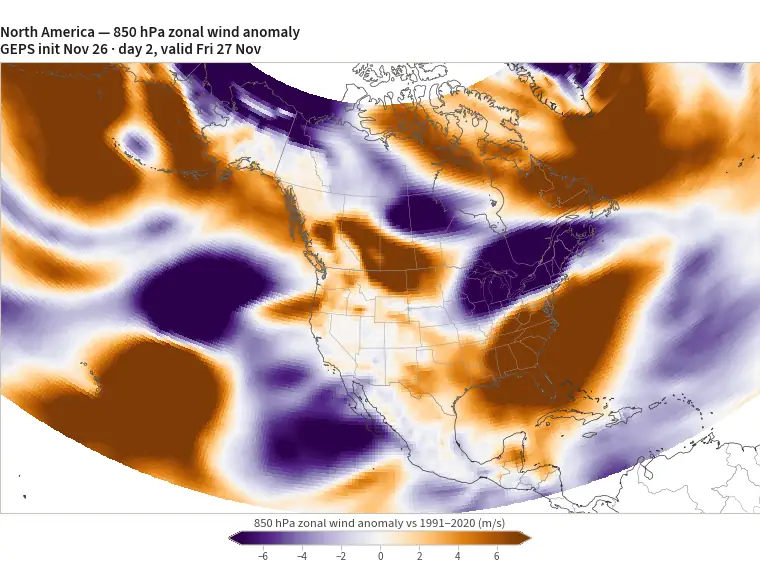 North America — 850 hPa zonal wind anomaly
GEPS init Nov 26 · day 2, valid Fri 27 Nov
850 hPa zonal wind anomaly vs 1991–2020 (m/s)
−6 −4 −2 0 2 4 6